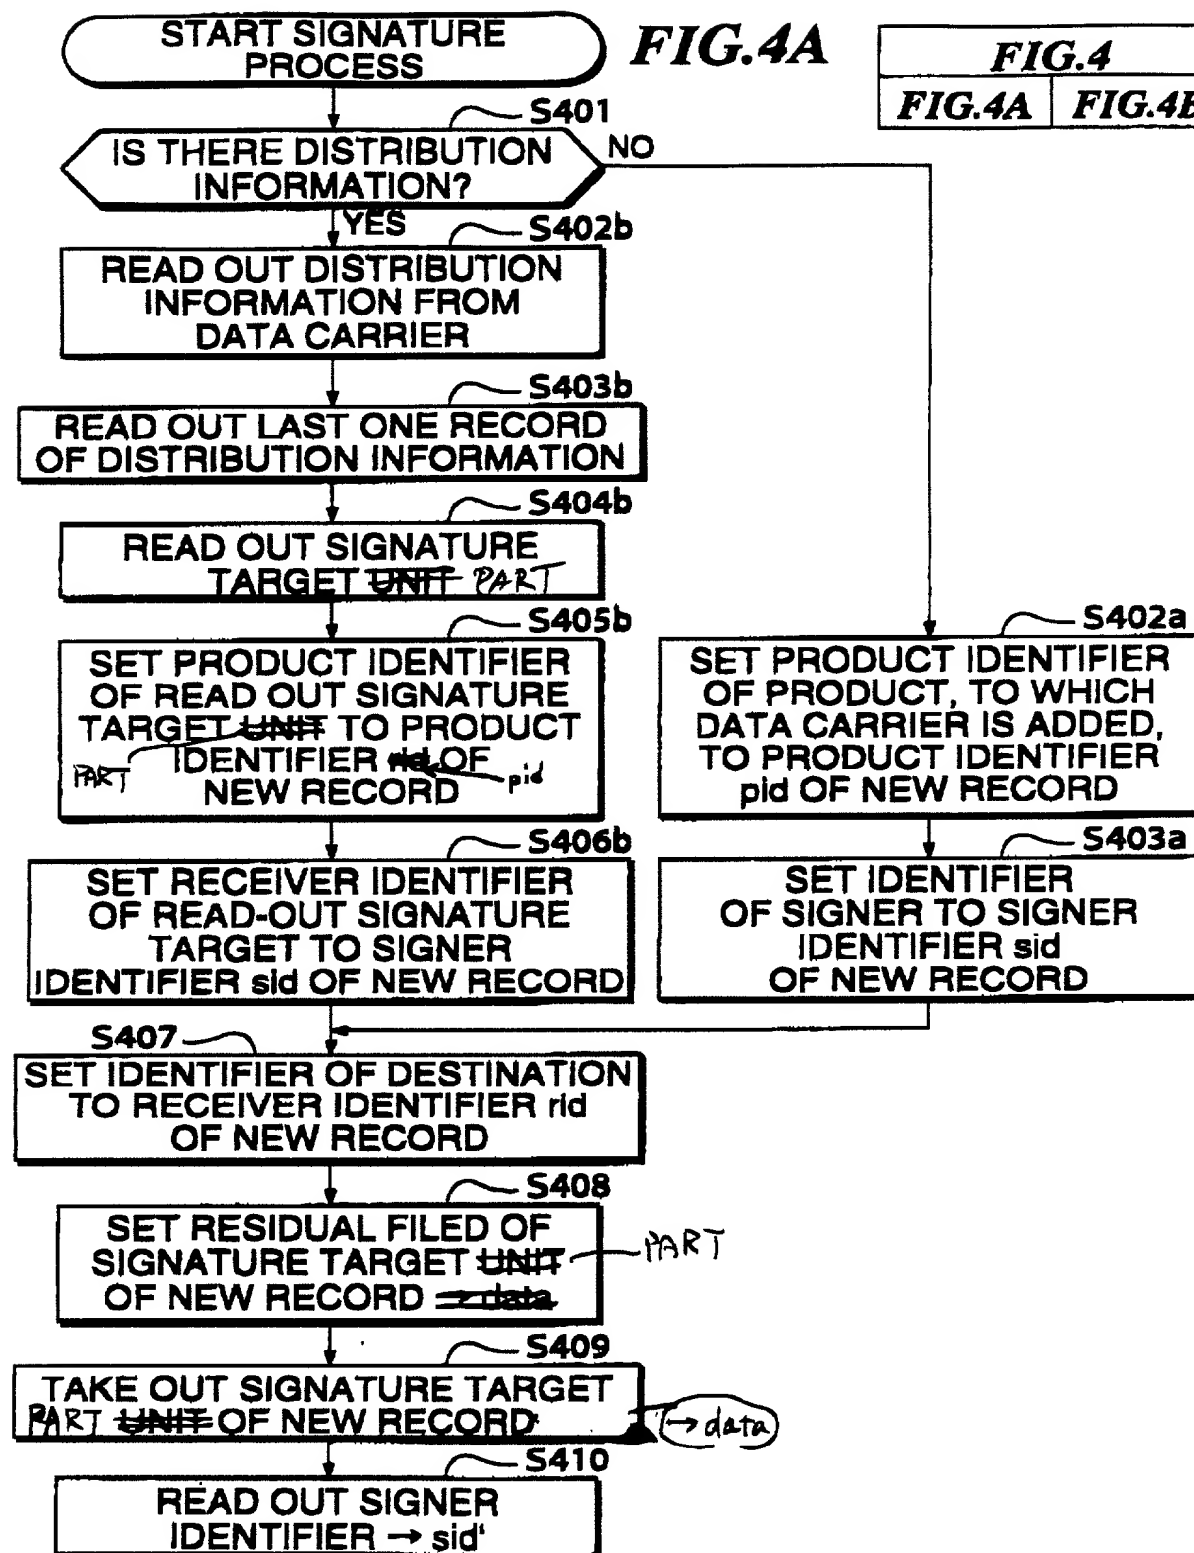 START SIGNATURE
PROCESS
FIG.4A
FIG.4
FIG.4A
FIG.4B
S401
IS THERE DISTRIBUTION
INFORMATION?
NO
YES
S402b
READ OUT DISTRIBUTION
INFORMATION FROM
DATA CARRIER
S403b
READ OUT LAST ONE RECORD
OF DISTRIBUTION INFORMATION
S404b
READ OUT SIGNATURE
TARGET UNIT PART
S405b
SET PRODUCT IDENTIFIER
OF READ OUT SIGNATURE
TARGET UNIT TO PRODUCT
PART IDENTIFIER rid OF pid
NEW RECORD
S402a
SET PRODUCT IDENTIFIER
OF PRODUCT, TO WHICH
DATA CARRIER IS ADDED,
TO PRODUCT IDENTIFIER
pid OF NEW RECORD
S406b
SET RECEIVER IDENTIFIER
OF READ-OUT SIGNATURE
TARGET TO SIGNER
IDENTIFIER sid OF NEW RECORD
S403a
SET IDENTIFIER
OF SIGNER TO SIGNER
IDENTIFIER sid
OF NEW RECORD
S407
SET IDENTIFIER OF DESTINATION
TO RECEIVER IDENTIFIER rid
OF NEW RECORD
S408
SET RESIDUAL FILED OF
SIGNATURE TARGET UNIT PART
OF NEW RECORD → data
S409
TAKE OUT SIGNATURE TARGET
PART UNIT OF NEW RECORD → data
S410
READ OUT SIGNER
IDENTIFIER → sid'